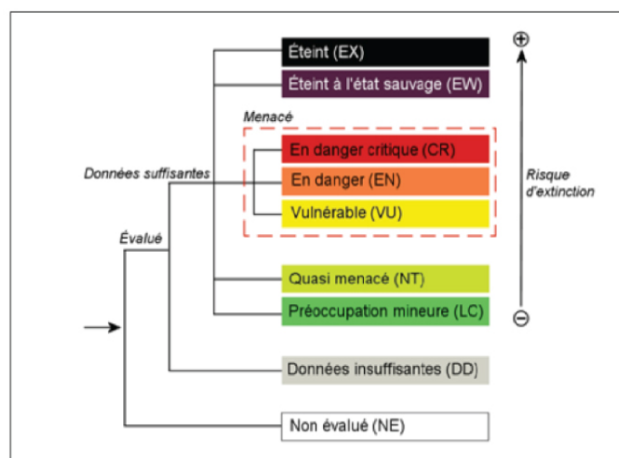 Éteint (EX)
Éteint à l'état sauvage (EW)
Menacé
En danger critique (CR)
Données suffisantes
En danger (EN)
Risque
d'extinction
Vulnérable (VU)
Évalué
Quasi menacé (NT)
Préoccupation mineure (LC)
Données insuffisantes (DD)
Non évalué (NE)